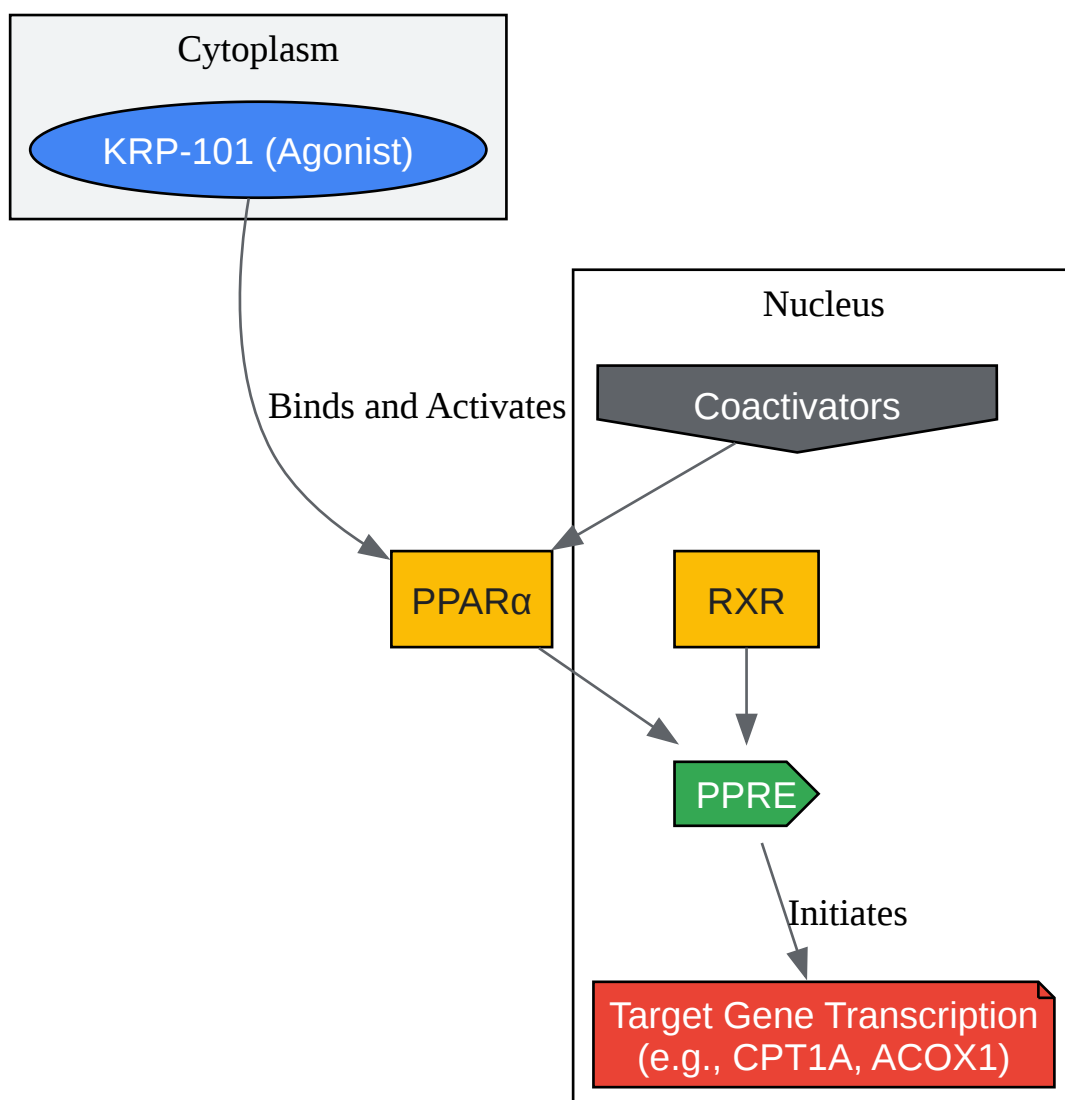 Cytoplasm
KRP-101 (Agonist)
Nucleus
Binds and Activates
Coactivators
PPARα
RXR
PPRE
Initiates
Target Gene Transcription
(e.g., CPT1A, ACOX1)